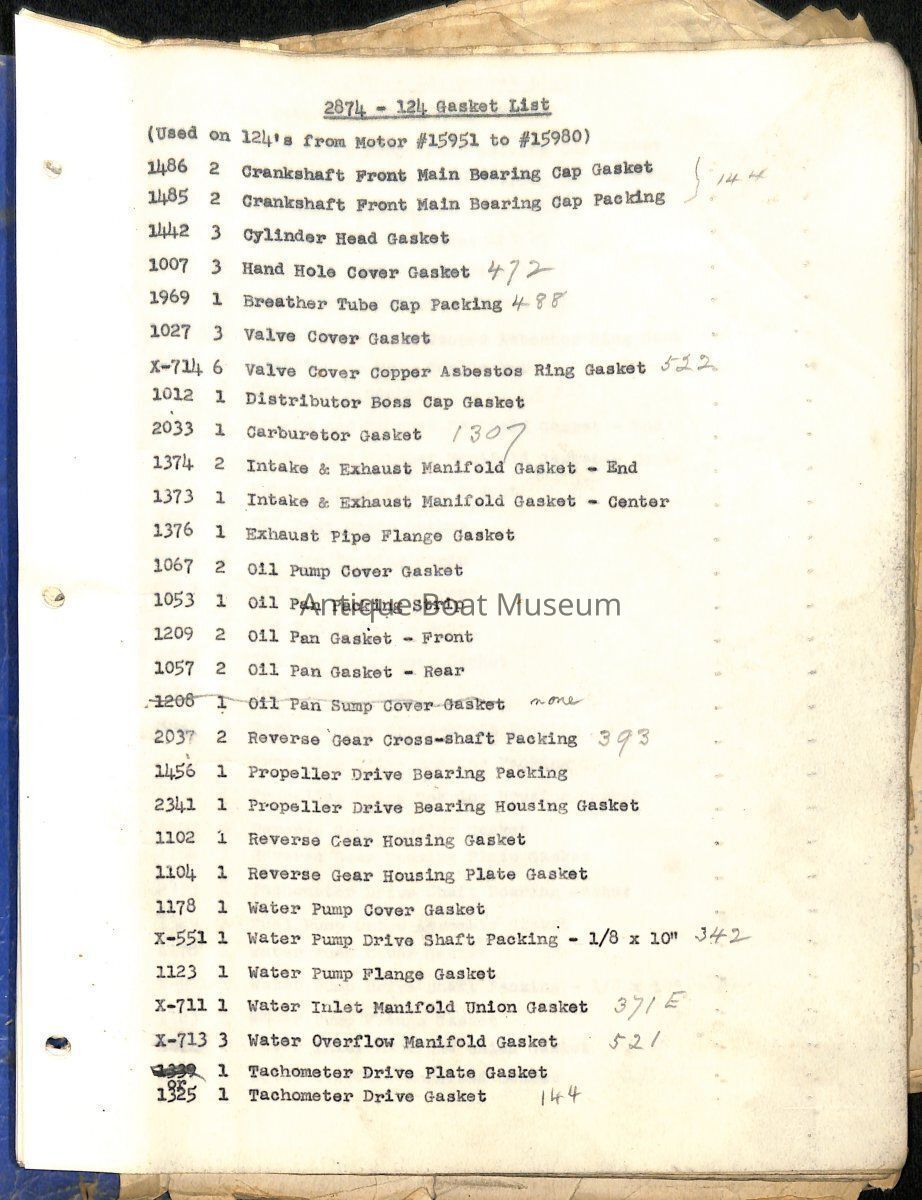 2874 - 124 Gasket List
(Used on 124's from Motor #15951 to #15980)
1486 2 Crankshaft Front Main Bearing Cap Gasket
1485 2 Crankshaft Front Main Bearing Cap Packing } 144
1442 3 Cylinder Head Gasket
1007 3 Hand Hole Cover Gasket 472
1969 1 Breather Tube Cap Packing 488
1027 3 Valve Cover Gasket
X-714 6 Valve Cover Copper Asbestos Ring Gasket 522
1012 1 Distributor Boss Cap Gasket
2033 1 Carburetor Gasket 1307
1374 2 Intake & Exhaust Manifold Gasket - End
1373 1 Intake & Exhaust Manifold Gasket - Center
1376 1 Exhaust Pipe Flange Gasket
1067 2 Oil Pump Cover Gasket
1053 1 Oil Pan Packing Strip
Antique Boat Museum
1209 2 Oil Pan Gasket - Front
1057 2 Oil Pan Gasket - Rear
1208 1 Oil Pan Sump Cover Gasket none
2037 2 Reverse Gear Cross-shaft Packing 393
1456 1 Propeller Drive Bearing Packing
2341 1 Propeller Drive Bearing Housing Gasket
1102 1 Reverse Gear Housing Gasket
1104 1 Reverse Gear Housing Plate Gasket
1178 1 Water Pump Cover Gasket
X-551 1 Water Pump Drive Shaft Packing - 1/8 x 10" 342
1123 1 Water Pump Flange Gasket
X-711 1 Water Inlet Manifold Union Gasket 371E
X-713 3 Water Overflow Manifold Gasket 521
1339 1 Tachometer Drive Plate Gasket
or
1325 1 Tachometer Drive Gasket 144